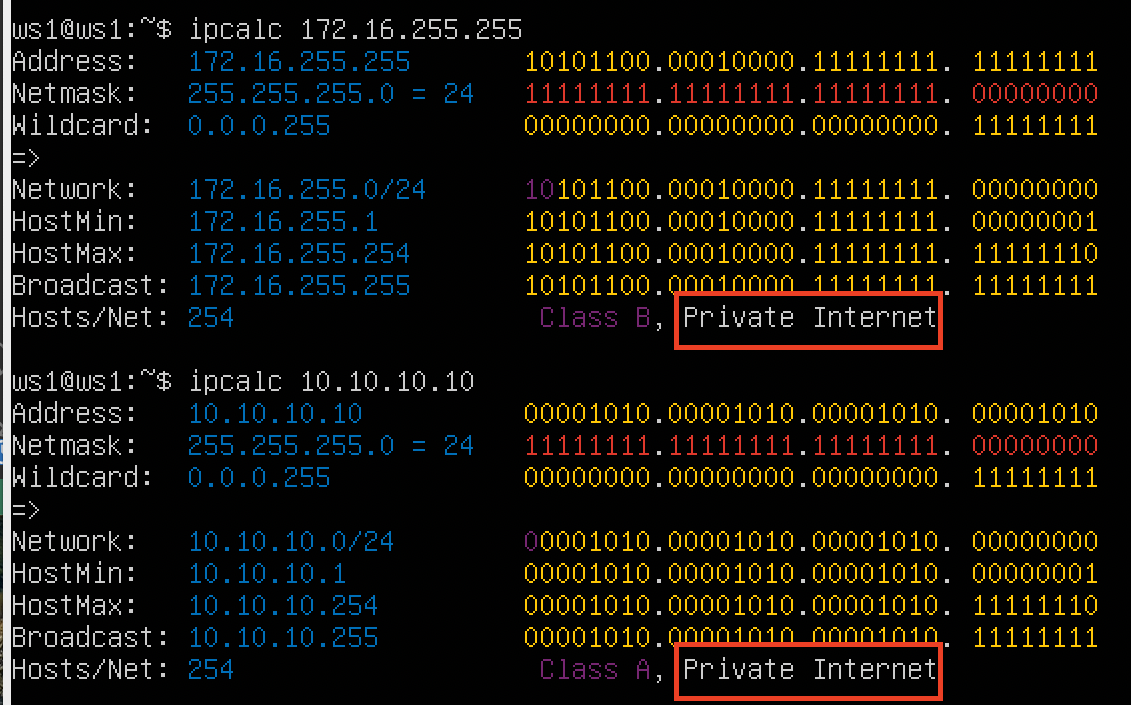 ws1@ws1:~$ ipcalc 172.16.255.255
Address: 172.16.255.255 10101100.00010000.11111111. 11111111
Netmask: 255.255.255.0 = 24 11111111.11111111.11111111. 00000000
Wildcard: 0.0.0.255 00000000.00000000.00000000. 11111111
=>
Network: 172.16.255.0/24 10101100.00010000.11111111. 00000000
HostMin: 172.16.255.1 10101100.00010000.11111111. 00000001
HostMax: 172.16.255.254 10101100.00010000.11111111. 11111110
Broadcast: 172.16.255.255 10101100.00010000.11111111. 11111111
Hosts/Net: 254 Class B, Private Internet
ws1@ws1:~$ ipcalc 10.10.10.10
Address: 10.10.10.10 00001010.00001010.00001010. 00001010
Netmask: 255.255.255.0 = 24 11111111.11111111.11111111. 00000000
Wildcard: 0.0.0.255 00000000.00000000.00000000. 11111111
=>
Network: 10.10.10.0/24 00001010.00001010.00001010. 00000000
HostMin: 10.10.10.1 00001010.00001010.00001010. 00000001
HostMax: 10.10.10.254 00001010.00001010.00001010. 11111110
Broadcast: 10.10.10.255 00001010.00001010.00001010. 11111111
Hosts/Net: 254 Class A, Private Internet